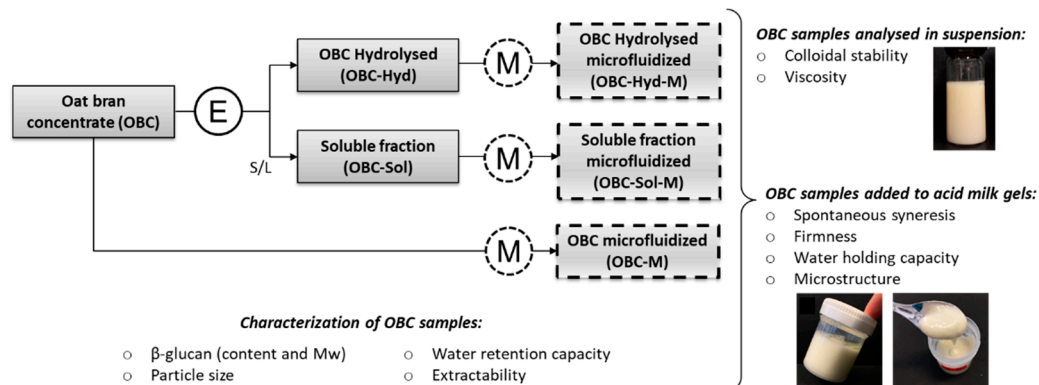 Oat bran
concentrate (OBC)
E
S/L
OBC Hydrolysed
(OBC-Hyd)
M
OBC Hydrolysed
microfluidized
(OBC-Hyd-M)
Soluble fraction
(OBC-Sol)
M
Soluble fraction
microfluidized
(OBC-Sol-M)
M
OBC microfluidized
(OBC-M)
OBC samples analysed in suspension:
o Colloidal stability
o Viscosity
OBC samples added to acid milk gels:
o Spontaneous syneresis
o Firmness
o Water holding capacity
o Microstructure
Characterization of OBC samples:
o β-glucan (content and Mw)
o Particle size
o Water retention capacity
o Extractability